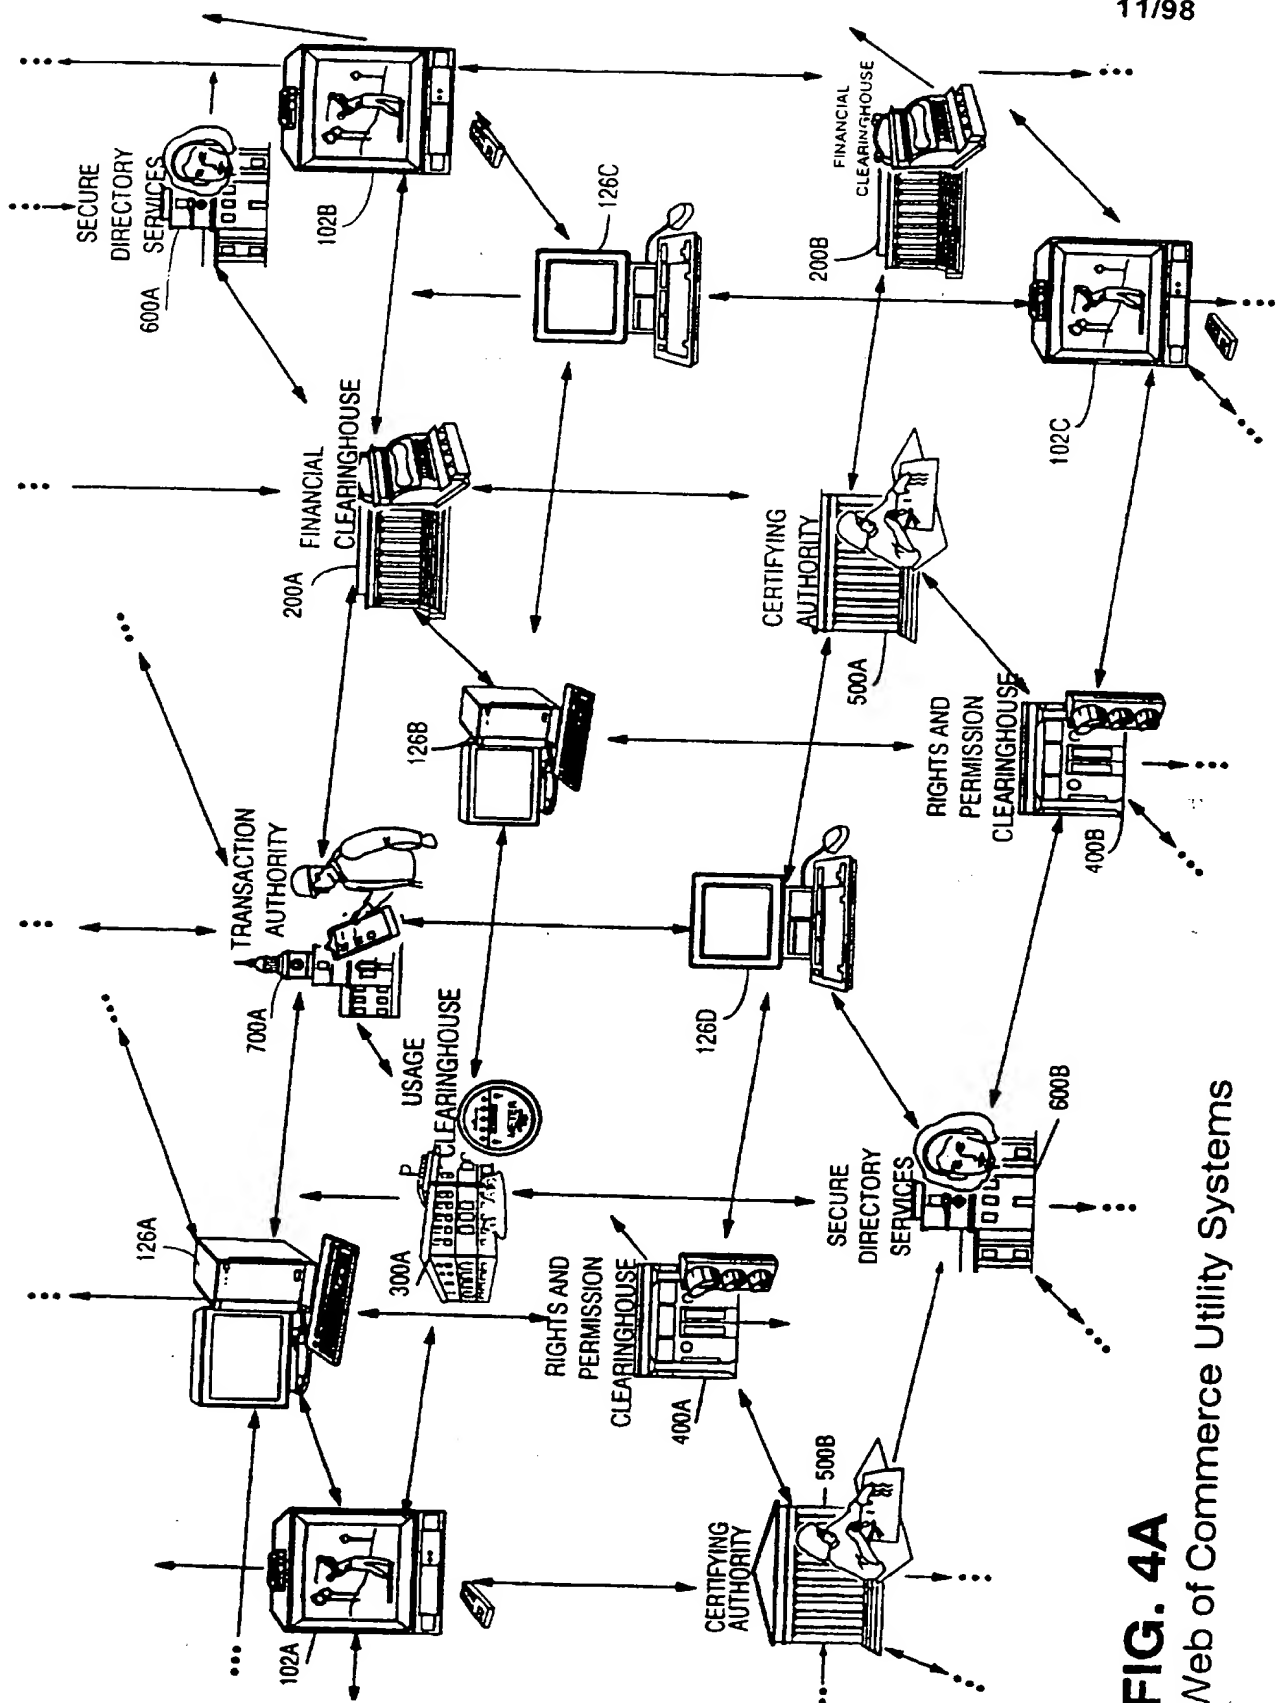 11/98
SECURE
DIRECTORY
SERVICES
600A
102B
126C
FINANCIAL
CLEARINGHOUSE
200B
102C
FINANCIAL
CLEARINGHOUSE
200A
CERTIFYING
AUTHORITY
500A
126B
RIGHTS AND
PERMISSION
CLEARINGHOUSE
400B
TRANSACTION
AUTHORITY
700A
126D
USAGE
CLEARINGHOUSE
METER
300A
SECURE
DIRECTORY
SERVICES
600B
126A
RIGHTS AND
PERMISSION
CLEARINGHOUSE
400A
102A
CERTIFYING
AUTHORITY
500B
FIG. 4A
Web of Commerce Utility Systems